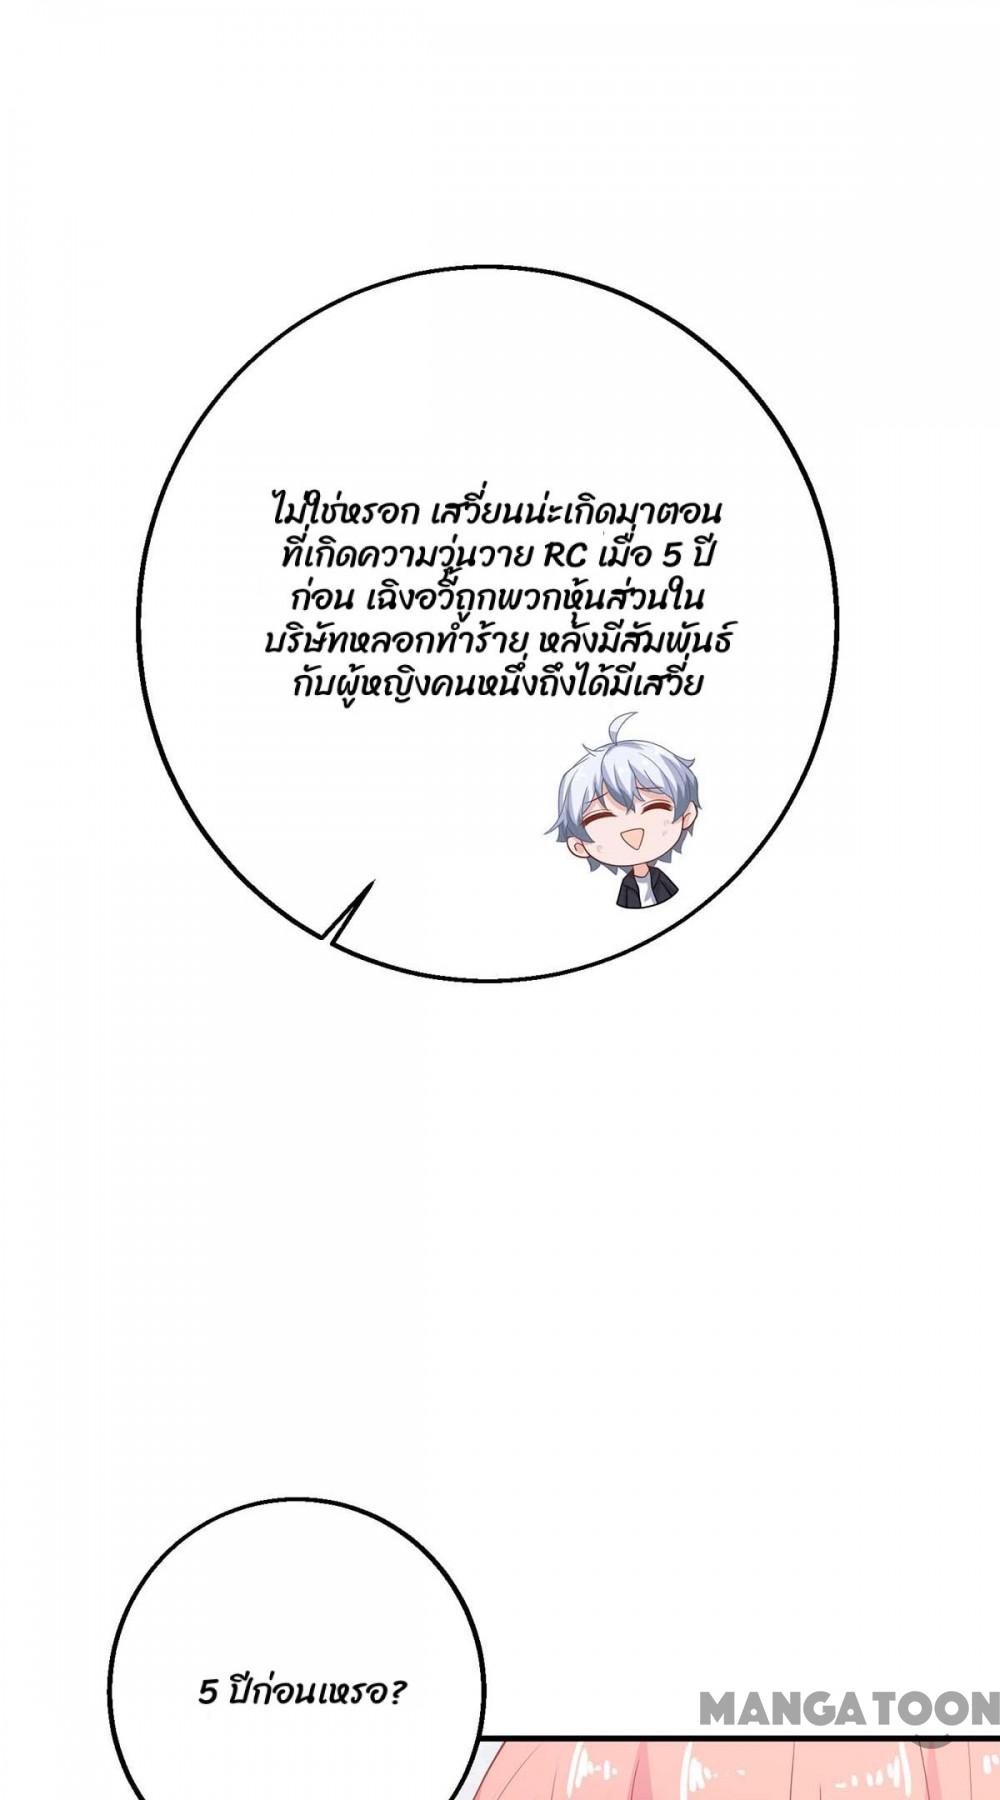 ไม่ใช่หรอก เสวี่ยนน่ะเกิดมาตอน
ที่เกิดความวุ่นวาย RC เมื่อ 5 ปี
ก่อน เฉิงอวี้ถูกพวกหุ้นส่วนใน
บริษัทหลอกทำร้าย หลังมีสัมพันธ์
กับผู้หญิงคนหนึ่งถึงได้มีเสวี่ย
5 ปีก่อนเหรอ?
MANGATOON